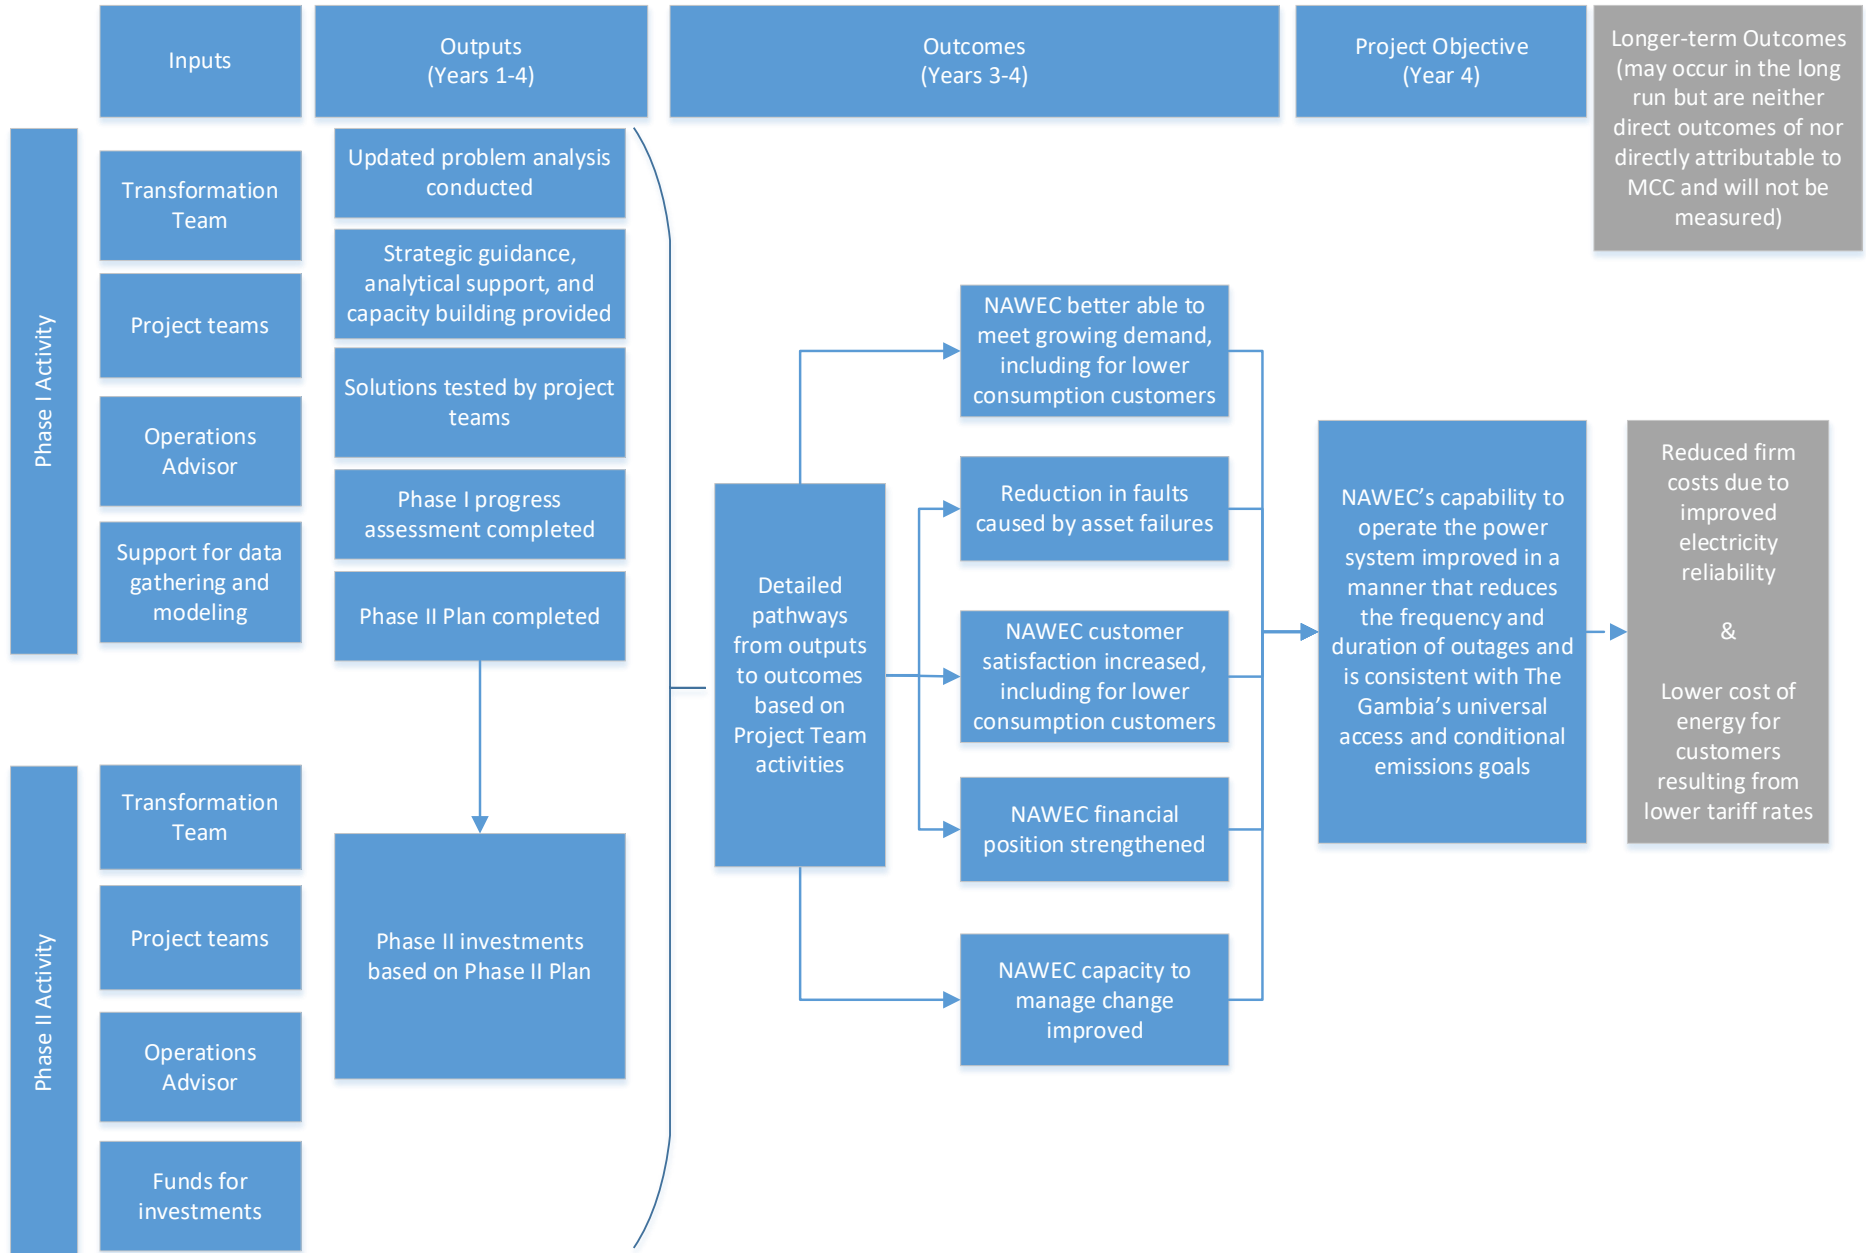 Inputs
Outputs
(Years 1-4)
Outcomes
(Years 3-4)
Project Objective
(Year 4)
Longer-term Outcomes
(may occur in the long
run but are neither
direct outcomes of nor
directly attributable to
MCC and will not be
measured)
Phase I Activity
Transformation
Team
Project teams
Operations
Advisor
Support for data
gathering and
modeling
Updated problem analysis
conducted
Strategic guidance,
analytical support, and
capacity building provided
Solutions tested by project
teams
Phase I progress
assessment completed
Phase II Plan completed
Phase II Activity
Transformation
Team
Project teams
Operations
Advisor
Funds for
investments
Phase II investments
based on Phase II Plan
Detailed
pathways
from outputs
to outcomes
based on
Project Team
activities
NAWEC better able to
meet growing demand,
including for lower
consumption customers
Reduction in faults
caused by asset failures
NAWEC customer
satisfaction increased,
including for lower
consumption customers
NAWEC financial
position strengthened
NAWEC capacity to
manage change
improved
NAWEC’s capability to
operate the power
system improved in a
manner that reduces
the frequency and
duration of outages and
is consistent with The
Gambia’s universal
access and conditional
emissions goals
Reduced firm
costs due to
improved
electricity
reliability
&
Lower cost of
energy for
customers
resulting from
lower tariff rates